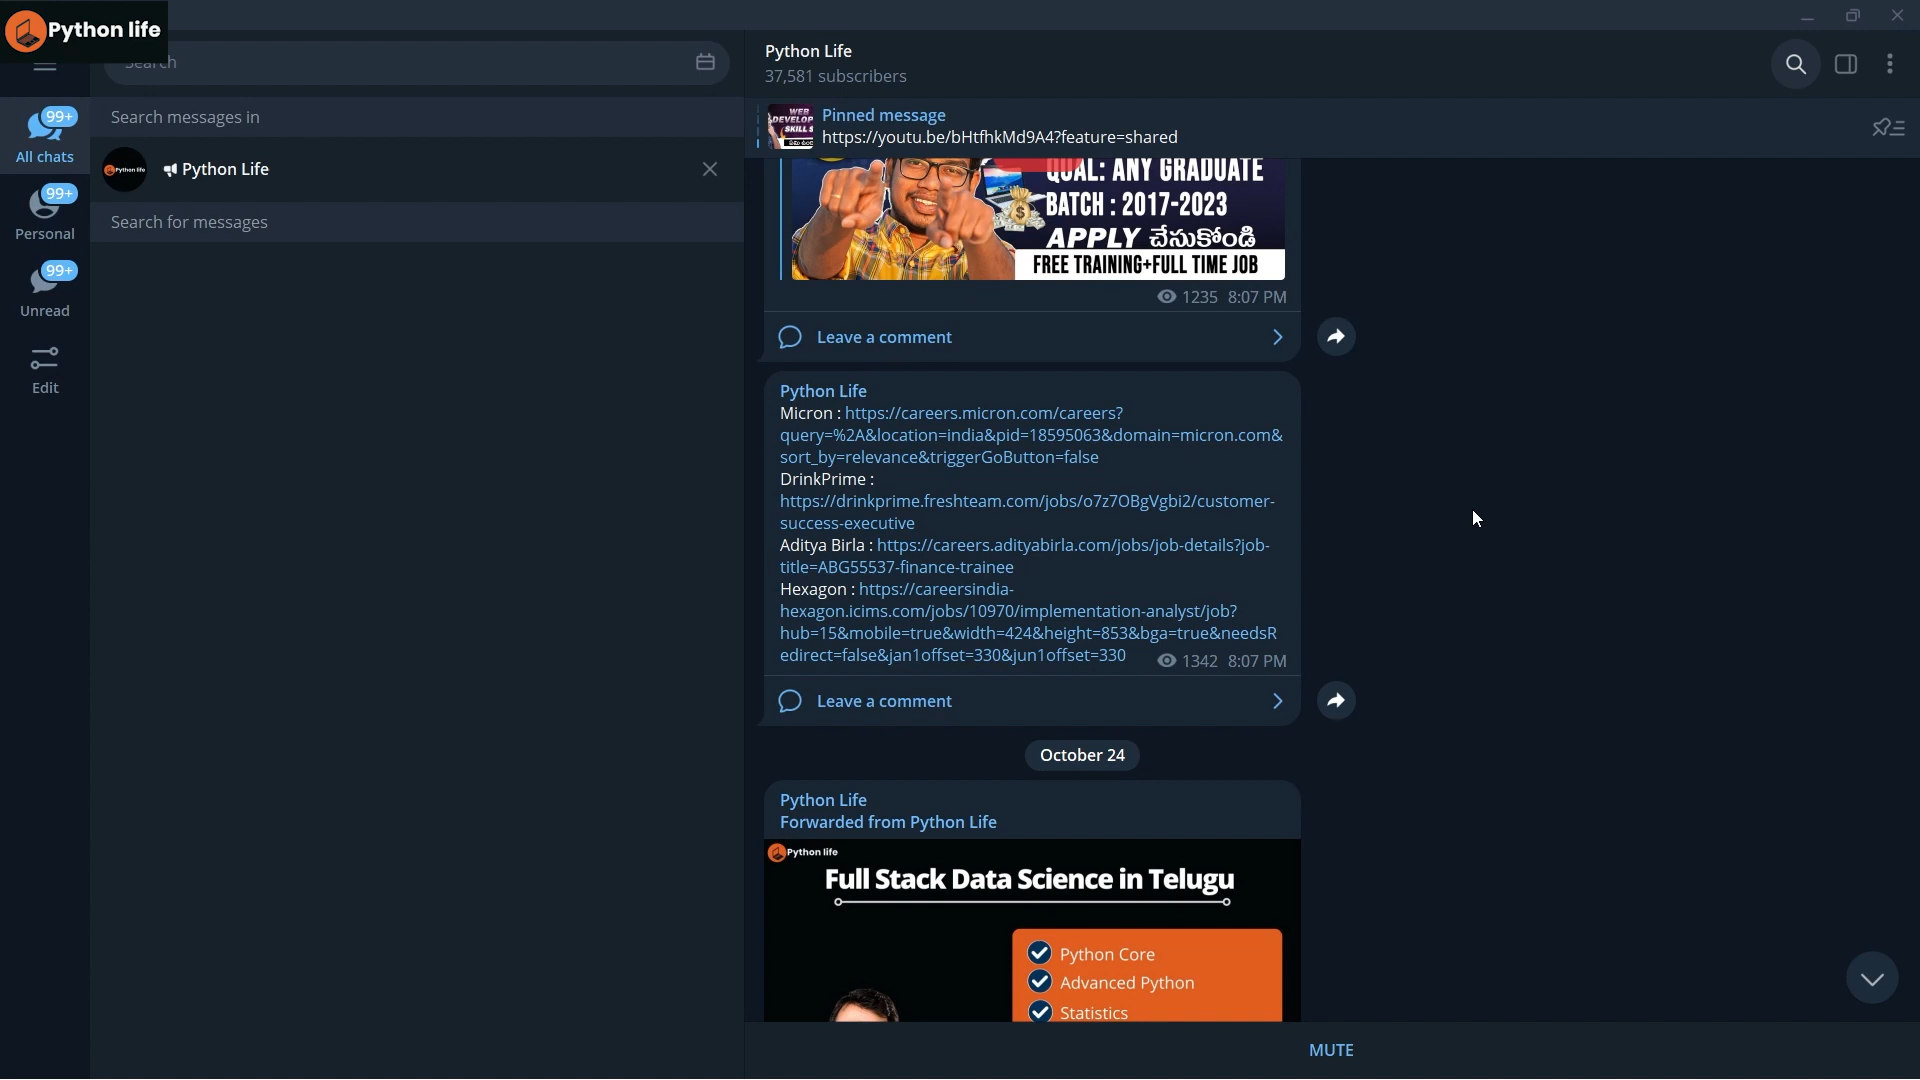 Python life
Search
Search messages in
Python Life
Search for messages
99+
All chats
99+
Personal
99+
Unread
Edit
Python Life
37,581 subscribers
Pinned message
https://youtu.be/bHtfhkMd9A4?feature=shared
QUAL: ANY GRADUATE
BATCH : 2017-2023
APPLY చేసుకోండి
FREE TRAINING+FULL TIME JOB
1235 8:07 PM
Leave a comment
Python Life
Micron : https://careers.micron.com/careers?
query=%2A&location=india&pid=18595063&domain=micron.com&
sort_by=relevance&triggerGoButton=false
DrinkPrime :
https://drinkprime.freshteam.com/jobs/o7z7OBgVgbi2/customer-
success-executive
Aditya Birla : https://careers.adityabirla.com/jobs/job-details?job-
title=ABG55537-finance-trainee
Hexagon : https://careersindia-
hexagon.icims.com/jobs/10970/implementation-analyst/job?
hub=15&mobile=true&width=424&height=853&bga=true&needsR
edirect=false&jan1offset=330&jun1offset=330
1342 8:07 PM
Leave a comment
October 24
Python Life
Forwarded from Python Life
Python life
Full Stack Data Science in Telugu
Python Core
Advanced Python
Statistics
MUTE